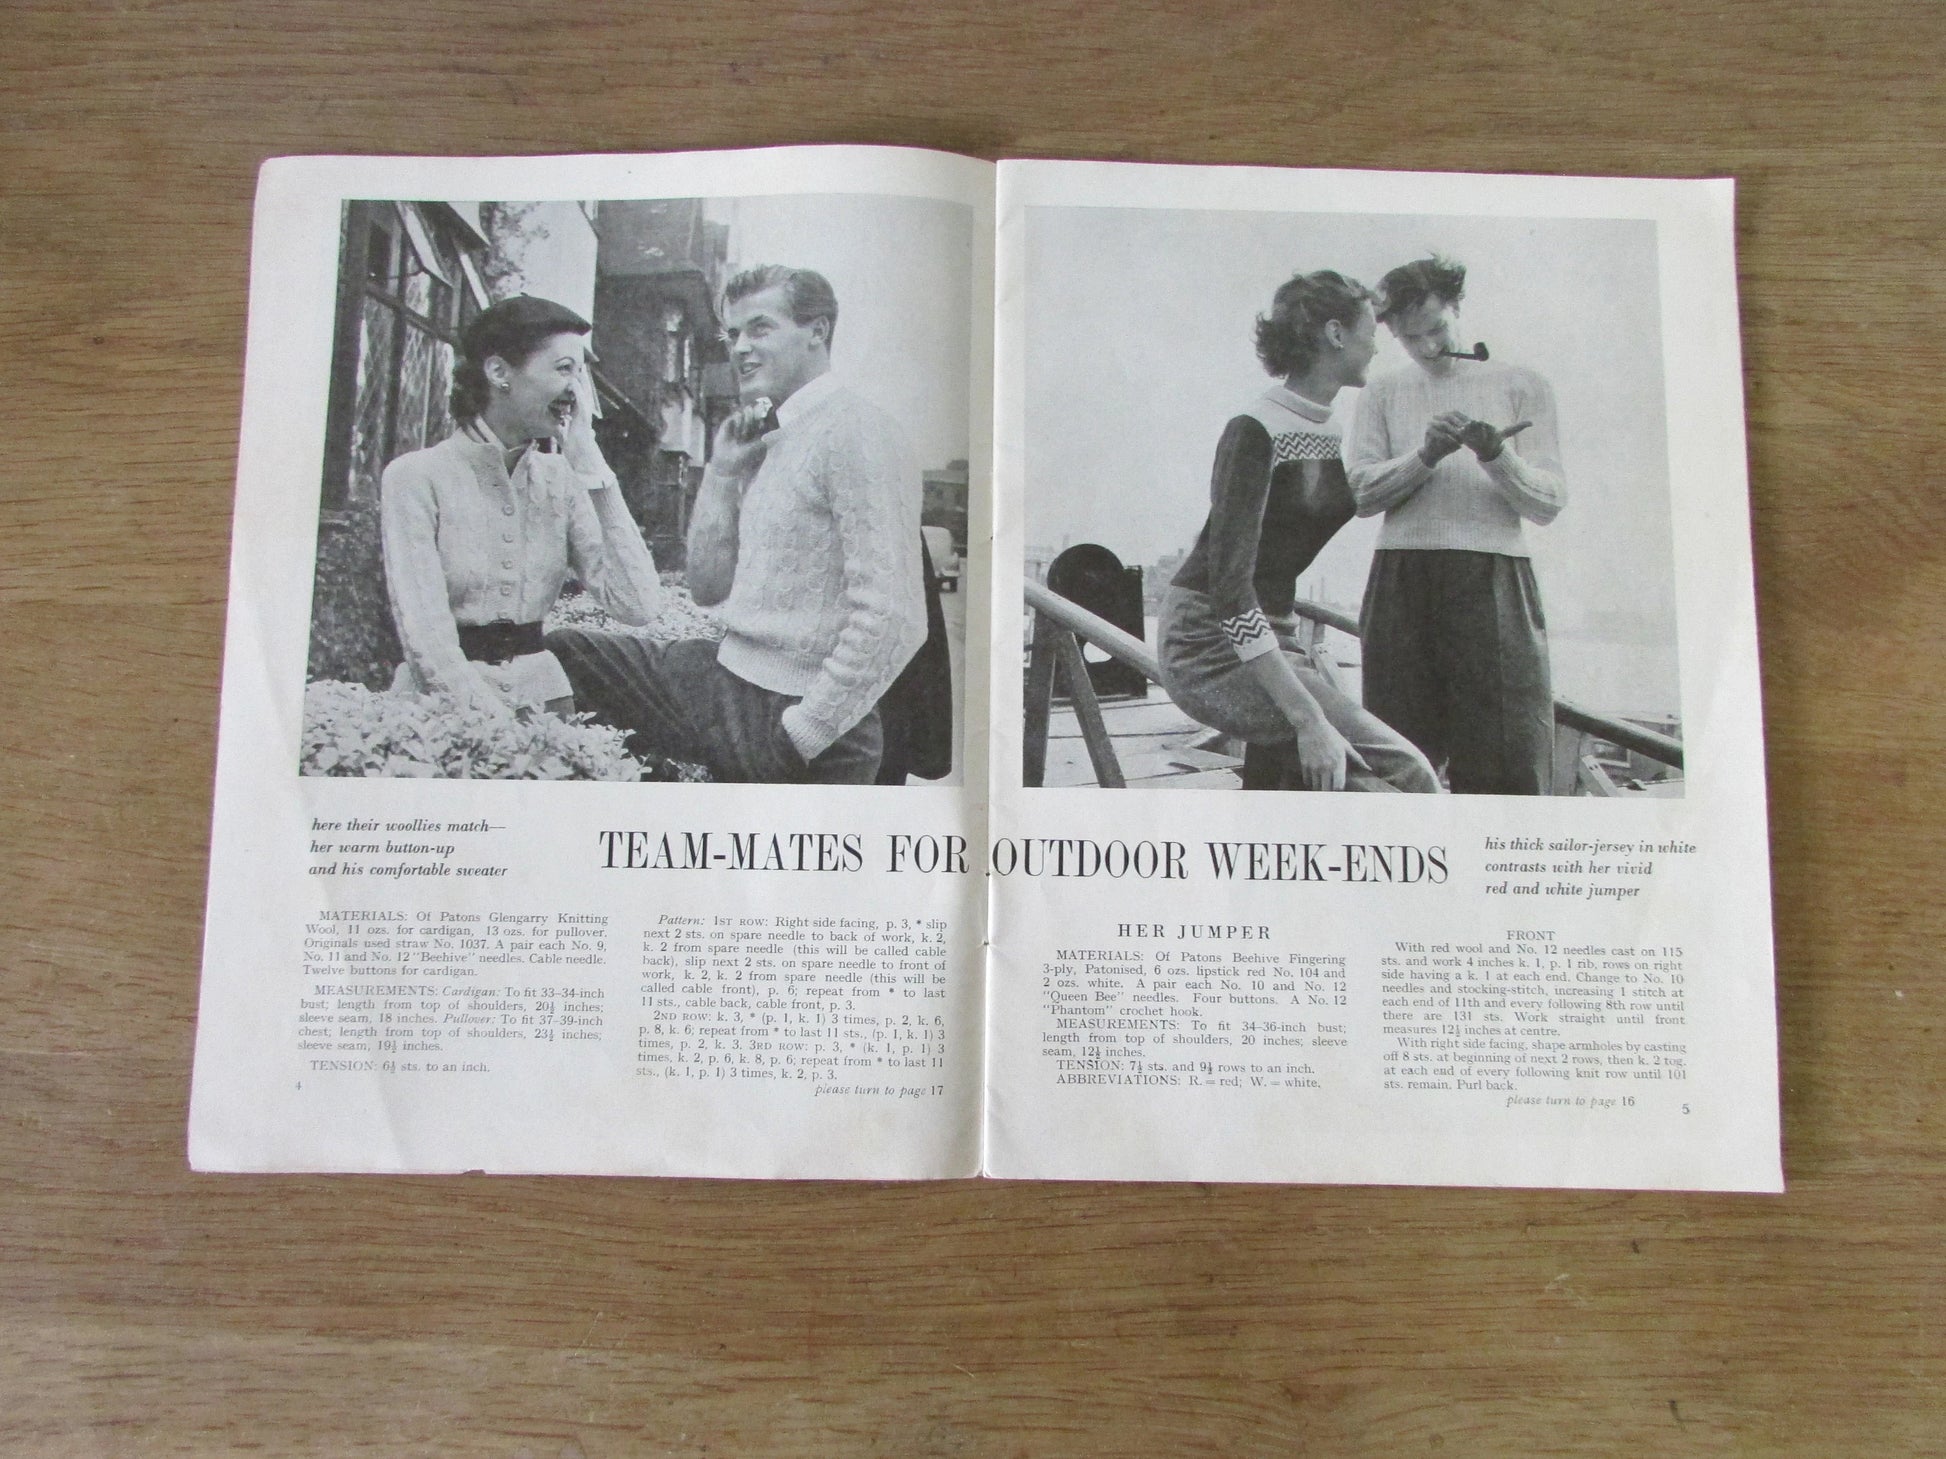 here their woollies match—
her warm button-up
and his comfortable sweater
TEAM-MATES FOR OUTDOOR WEEK-ENDS
his thick sailor-jersey in white
contrasts with her vivid
red and white jumper
MATERIALS: Of Patons Glengarry Knitting
Wool, 11 ozs. for cardigan, 13 ozs. for pullover.
Originals used straw No. 1037. A pair each No. 9,
No. 11 and No. 12 "Beehive" needles. Cable needle.
Twelve buttons for cardigan.
MEASUREMENTS: Cardigan: To fit 33–34-inch
bust; length from top of shoulders, 20½ inches;
sleeve seam, 18 inches. Pullover: To fit 37–39-inch
chest; length from top of shoulders, 23½ inches;
sleeve seam, 19½ inches.
TENSION: 6½ sts. to an inch.
4
Pattern: 1ST ROW: Right side facing, p. 3, * slip
next 2 sts. on spare needle to back of work, k. 2,
k. 2 from spare needle (this will be called cable
back), slip next 2 sts. on spare needle to front of
work, k. 2, k. 2 from spare needle (this will be
called cable front), p. 6; repeat from * to last
11 sts., cable back, cable front, p. 3.
2ND ROW: k. 3, * (p. 1, k. 1) 3 times, p. 2, k. 6,
p. 8, k. 6; repeat from * to last 11 sts., (p. 1, k. 1) 3
times, p. 2, k. 3. 3RD ROW: p. 3, * (k. 1, p. 1) 3
times, k. 2, p. 6, k. 8, p. 6; repeat from * to last 11
sts., (k. 1, p. 1) 3 times, k. 2, p. 3.
please turn to page 17
HER JUMPER
MATERIALS: Of Patons Beehive Fingering
3-ply, Patonised, 6 ozs. lipstick red No. 104 and
2 ozs. white. A pair each No. 10 and No. 12
"Queen Bee" needles. Four buttons. A No. 12
"Phantom" crochet hook.
MEASUREMENTS: To fit 34–36-inch bust;
length from top of shoulders, 20 inches; sleeve
seam, 12½ inches.
TENSION: 7½ sts. and 9½ rows to an inch.
ABBREVIATIONS: R. = red; W. = white.
FRONT
With red wool and No. 12 needles cast on 115
sts. and work 4 inches k. 1, p. 1 rib, rows on right
side having a k. 1 at each end. Change to No. 10
needles and stocking-stitch, increasing 1 stitch at
each end of 11th and every following 8th row until
there are 131 sts. Work straight until front
measures 12½ inches at centre.
With right side facing, shape armholes by casting
off 8 sts. at beginning of next 2 rows, then k. 2 tog.
at each end of every following knit row until 101
sts. remain. Purl back.
please turn to page 16
5